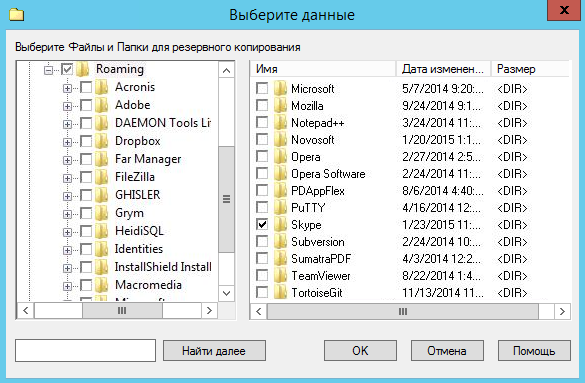 Выберите данные
x
Выберите Файлы и Папки для резервного копирования
Roaming
Acronis
Adobe
DAEMON Tools Lit
Dropbox
Far Manager
FileZilla
GHISLER
Grym
HeidiSQL
Identities
InstallShield Install
Macromedia
Имя Дата изменен... Размер
Microsoft 5/7/2014 9:20:... <DIR>
Mozilla 9/24/2014 9:1... <DIR>
Notepad++ 3/24/2014 11:... <DIR>
Novosoft 1/20/2015 1:1... <DIR>
Opera 2/27/2014 2:5... <DIR>
Opera Software 2/24/2014 11:... <DIR>
PDAppFlex 8/6/2014 4:40:... <DIR>
PuTTY 4/16/2014 12:... <DIR>
Skype 1/23/2015 11:... <DIR>
Subversion 2/24/2014 10:... <DIR>
SumatraPDF 4/3/2014 12:2... <DIR>
TeamViewer 8/22/2014 1:4... <DIR>
TortoiseGit 11/13/2014 11... <DIR>
Найти далее OK Отмена Помощь